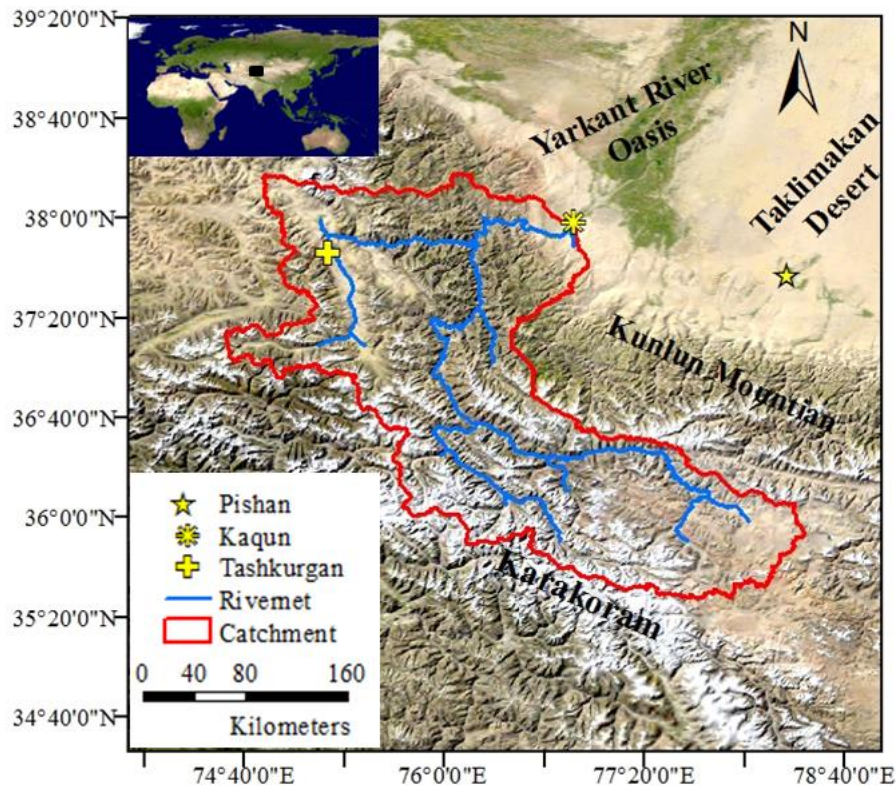 39°20'0"N
38°40'0"N
38°0'0"N
37°20'0"N
36°40'0"N
36°0'0"N
35°20'0"N
34°40'0"N
N
Yarkant River
Oasis
Taklimakan
Desert
Kunlun Mountian
Karakoram
Pishan
Kaqun
Tashkurgan
Rivernet
Catchment
0 40 80 160
Kilometers
74°40'0"E 76°0'0"E 77°20'0"E 78°40'0"E